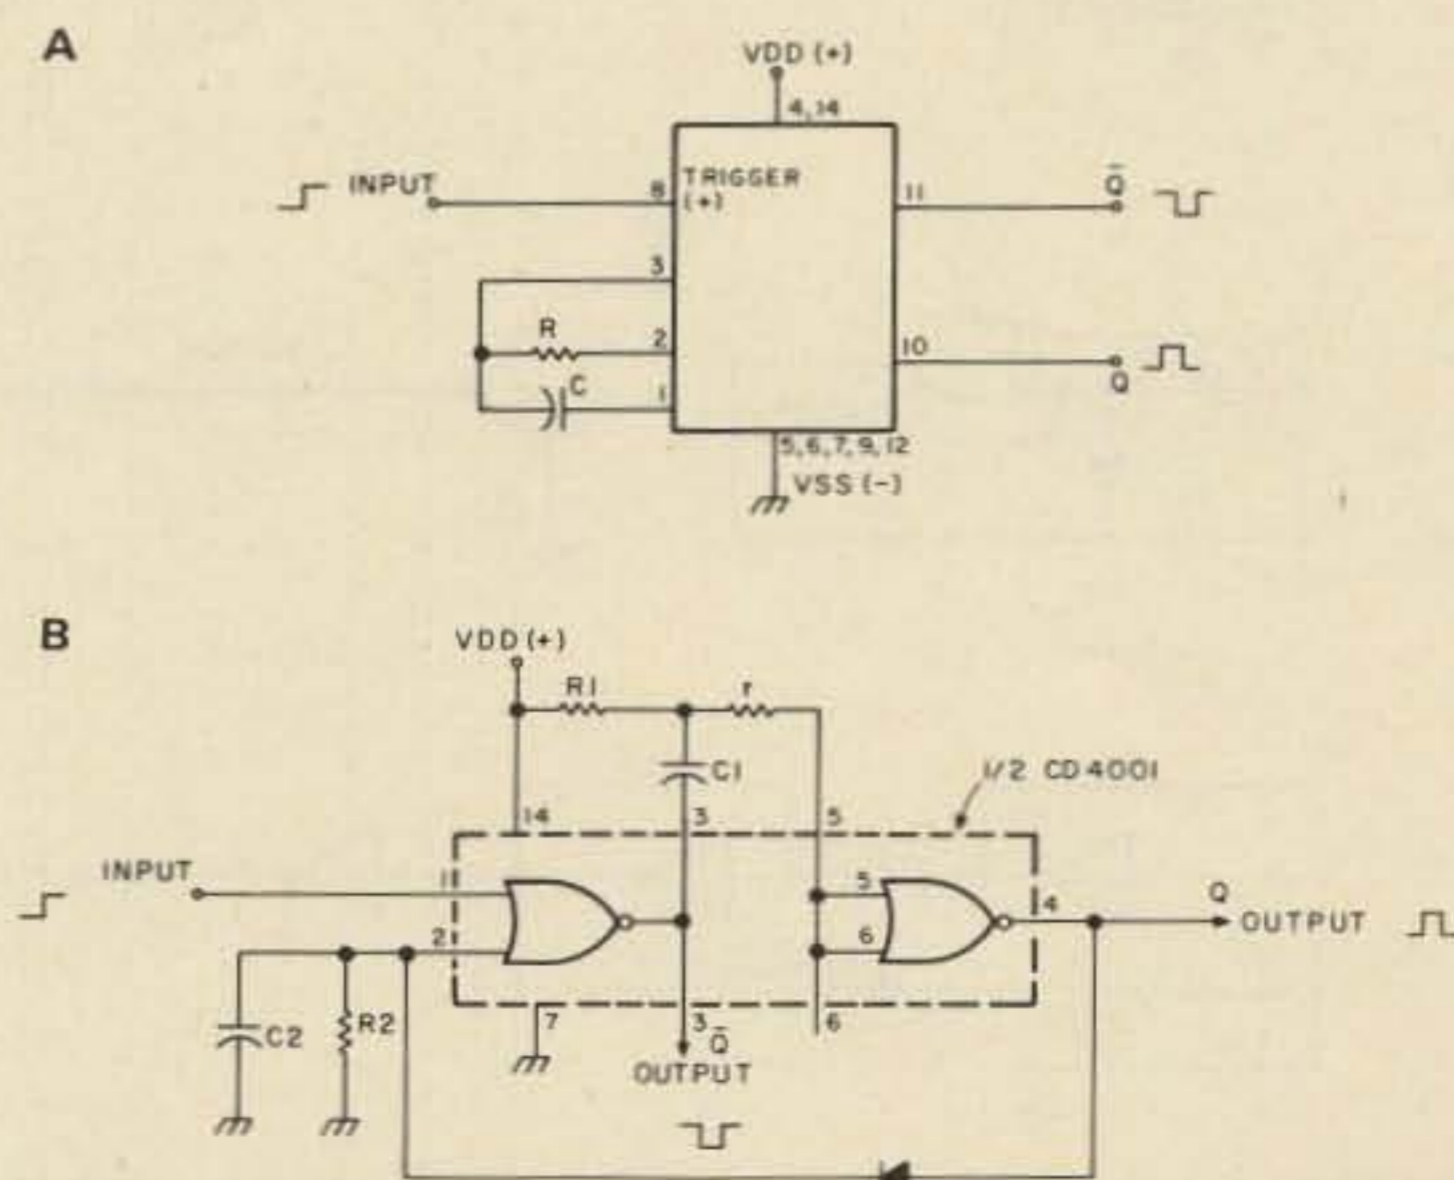 A
VDD (+)
4,14
INPUT
8
TRIGGER
(+)
11
Q̄
3
R
2
10
Q
C
1
5,6,7,9,12
VSS (-)
B
VDD (+)
R1
r
C1
1/2 CD4001
14
3
5
INPUT
1
5
4
Q
OUTPUT
2
6
C2
R2
7
3
Q̄
6
OUTPUT